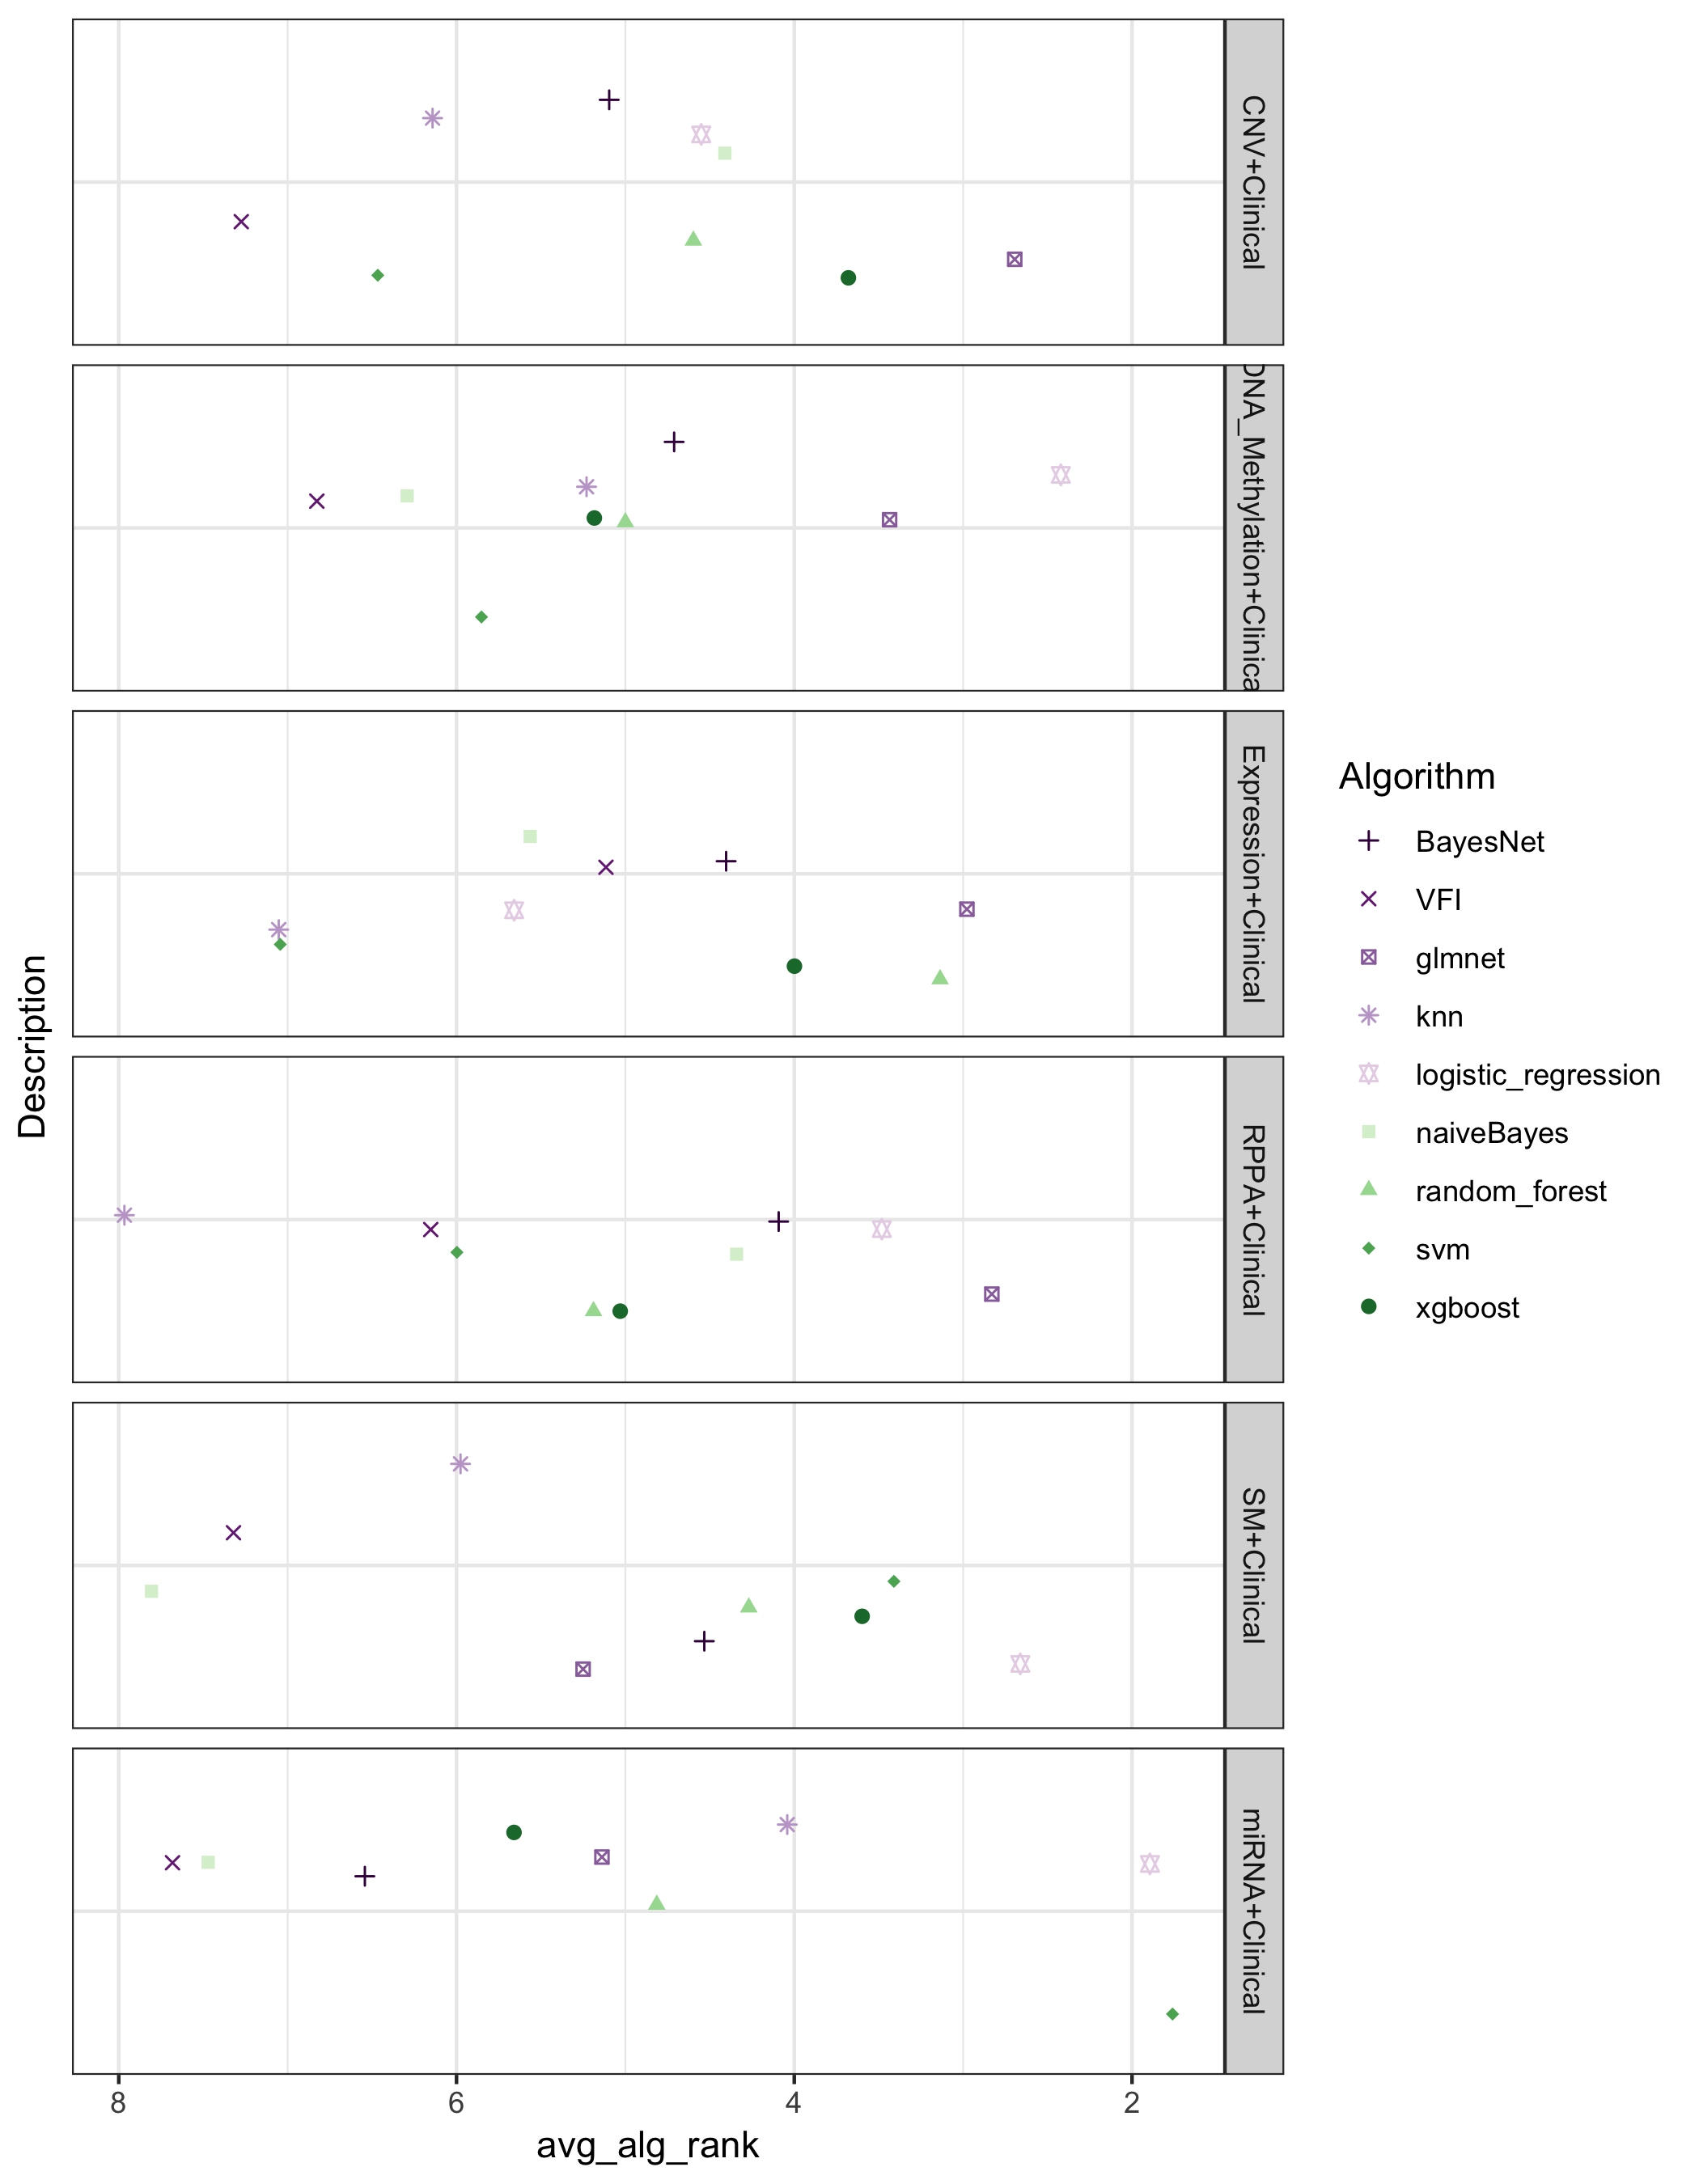 CNV+Clinical
DNA_Methylation+Clinica
Expression+Clinical
RPPA+Clinical
SM+Clinical
miRNA+Clinical
Description
8 6 4 2
avg_alg_rank
Algorithm
BayesNet
VFI
glmnet
knn
logistic_regression
naiveBayes
random_forest
svm
xgboost